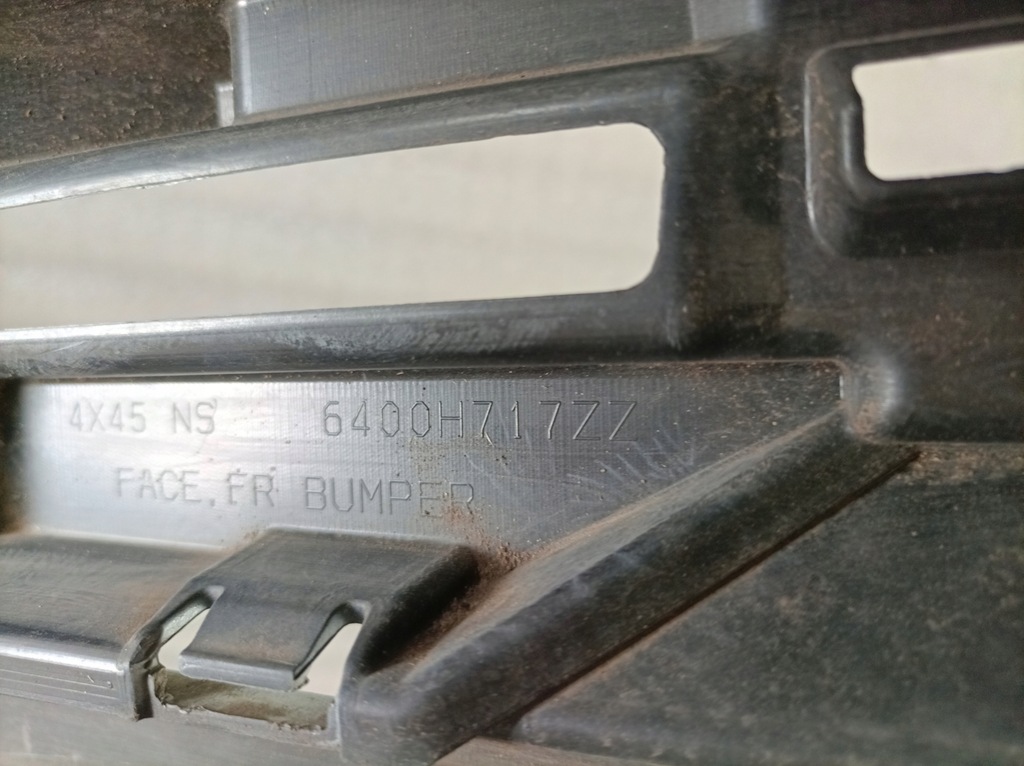 4X45 NS 6400H717ZZ
FACE, FR BUMPER